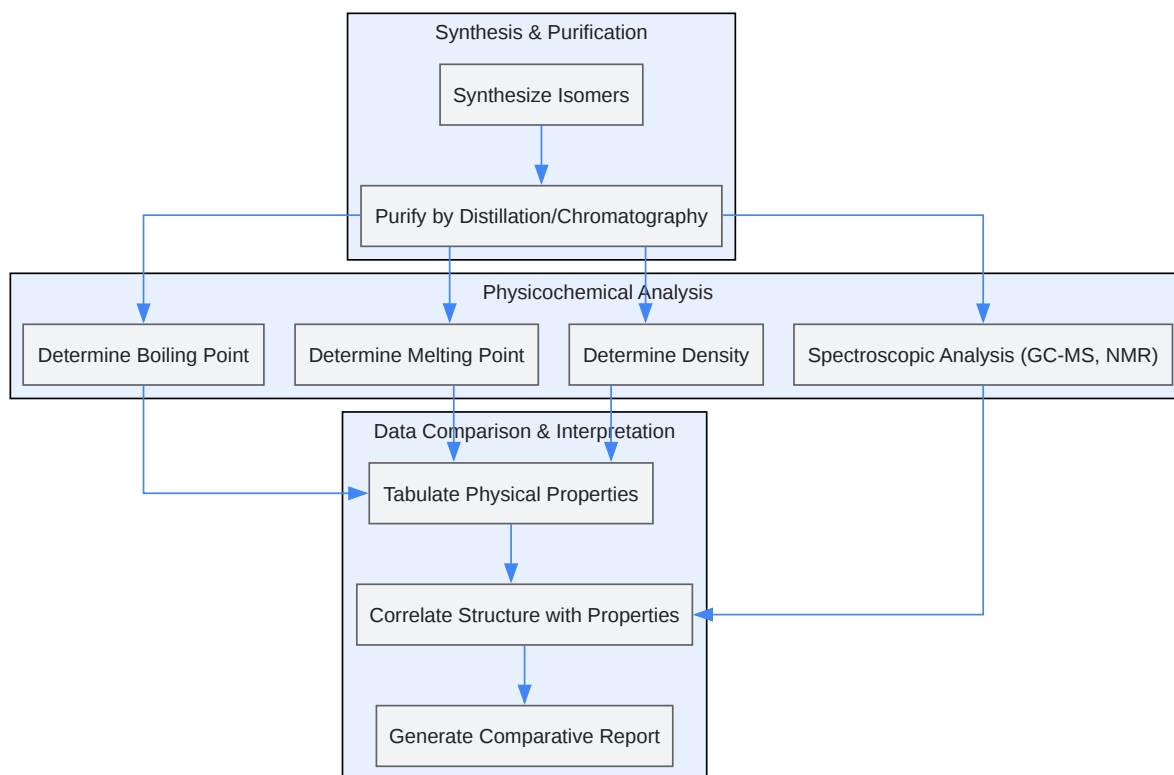 Synthesis & Purification
Synthesize Isomers
Purify by Distillation/Chromatography
Physicochemical Analysis
Determine Boiling Point
Determine Melting Point
Determine Density
Spectroscopic Analysis (GC-MS, NMR)
Data Comparison & Interpretation
Tabulate Physical Properties
Correlate Structure with Properties
Generate Comparative Report